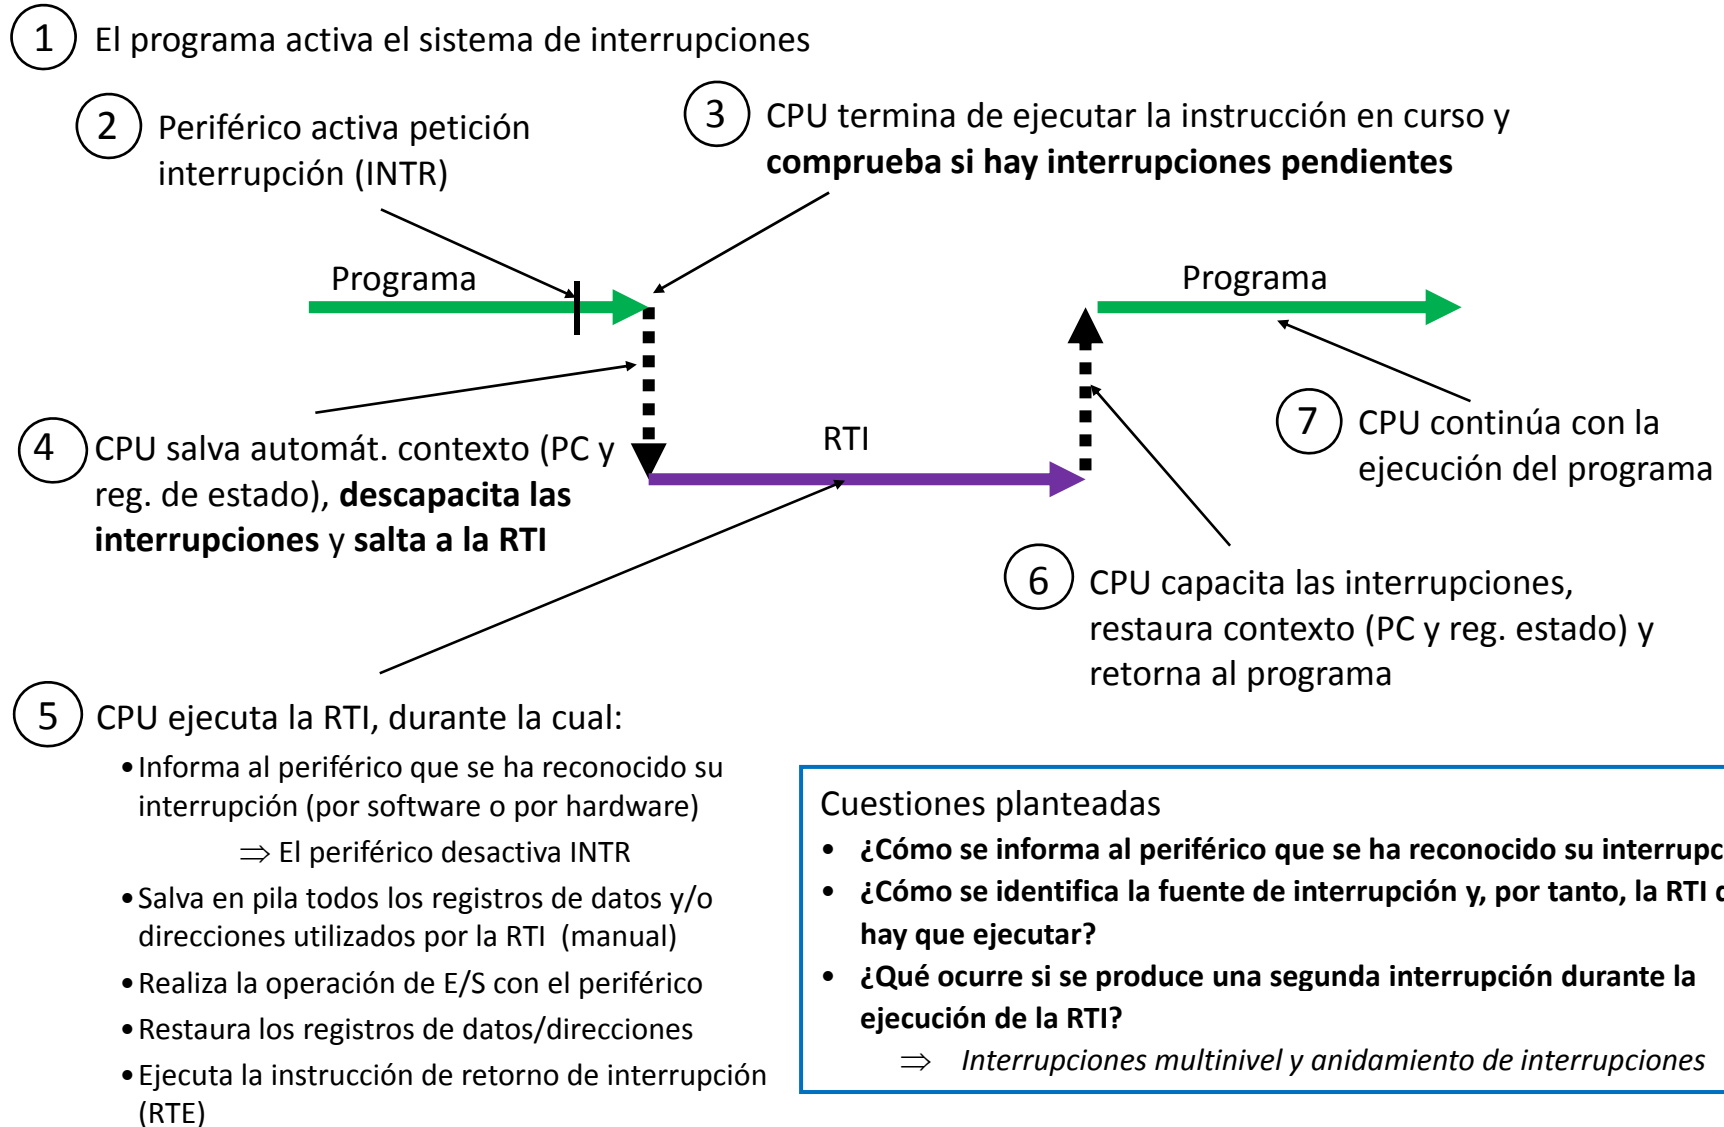 1 El programa activa el sistema de interrupciones
2 Periférico activa petición
interrupción (INTR)
3 CPU termina de ejecutar la instrucción en curso y
comprueba si hay interrupciones pendientes
Programa
Programa
4 CPU salva automát. contexto (PC y
reg. de estado), descapacita las
interrupciones y salta a la RTI
RTI
7 CPU continúa con la
ejecución del programa
6 CPU capacita las interrupciones,
restaura contexto (PC y reg. estado) y
retorna al programa
5 CPU ejecuta la RTI, durante la cual:
• Informa al periférico que se ha reconocido su
interrupción (por software o por hardware)
⇒ El periférico desactiva INTR
• Salva en pila todos los registros de datos y/o
direcciones utilizados por la RTI (manual)
• Realiza la operación de E/S con el periférico
• Restaura los registros de datos/direcciones
• Ejecuta la instrucción de retorno de interrupción
(RTE)
Cuestiones planteadas
• ¿Cómo se informa al periférico que se ha reconocido su interrupc
• ¿Cómo se identifica la fuente de interrupción y, por tanto, la RTI
hay que ejecutar?
• ¿Qué ocurre si se produce una segunda interrupción durante la
ejecución de la RTI?
⇒ Interrupciones multinivel y anidamiento de interrupciones